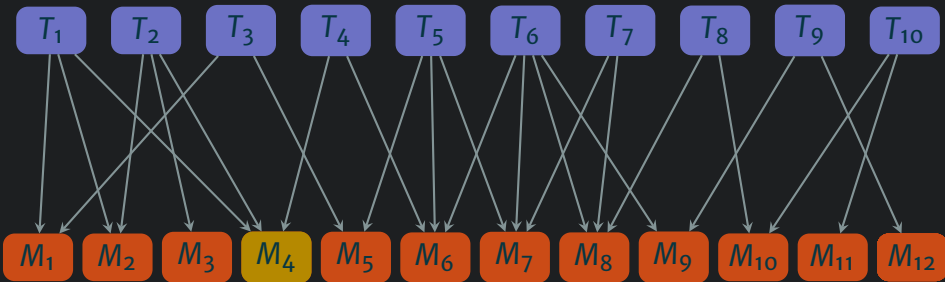 T₁ T₂ T₃ T₄ T₅ T₆ T₇ T₈ T₉ T₁₀
M₁ M₂ M₃ M₄ M₅ M₆ M₇ M₈ M₉ M₁₀ M₁₁ M₁₂